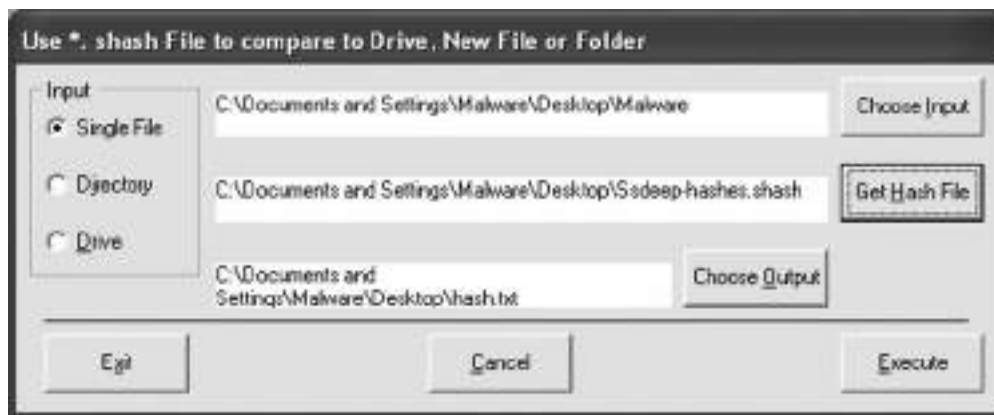 Use *. shash File to compare to Drive, New File or Folder
Input
Single File
Directory
Drive
C:\Documents and Settings\Malware\Desktop\Malware
Choose Input
C:\Documents and Settings\Malware\Desktop\Ssdeep-hashes.shash
Get Hash File
C:\Documents and
Settings\Malware\Desktop\hash.txt
Choose Output
Exit
Cancel
Execute